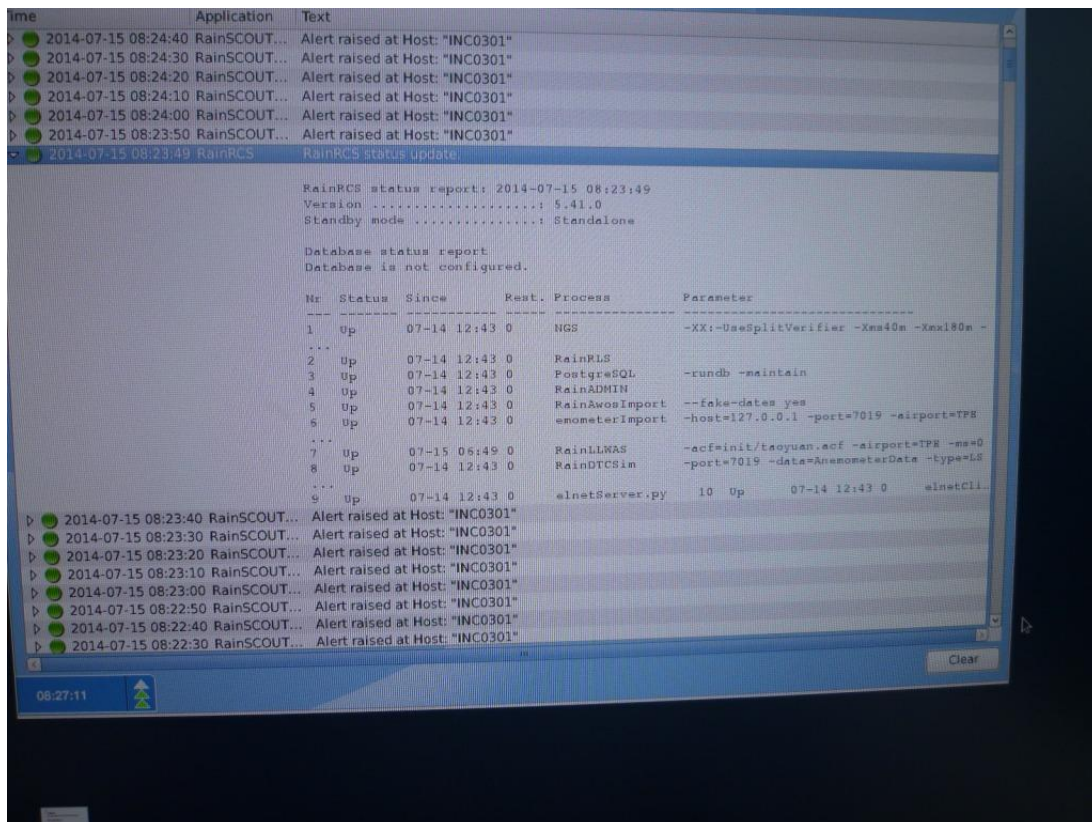 ime Application Text
2014-07-15 08:24:40 RainSCOUT... Alert raised at Host: "INC0301"
2014-07-15 08:24:30 RainSCOUT... Alert raised at Host: "INC0301"
2014-07-15 08:24:20 RainSCOUT... Alert raised at Host: "INC0301"
2014-07-15 08:24:10 RainSCOUT... Alert raised at Host: "INC0301"
2014-07-15 08:24:00 RainSCOUT... Alert raised at Host: "INC0301"
2014-07-15 08:23:50 RainSCOUT... Alert raised at Host: "INC0301"
2014-07-15 08:23:49 RainRCS RainRCS status update.
RainRCS status report: 2014-07-15 08:23:49
Version ....................: 5.41.0
Standby mode ...............: Standalone
Database status report
Database is not configured.
Nr Status Since Rest. Process Parameter
--- ------- ----------- ----- --------------- -----------------------------
1 Up 07-14 12:43 0 NGS -XX:-UseSplitVerifier -Xms40m -Xmx180m -
...
2 Up 07-14 12:43 0 RainRLS
3 Up 07-14 12:43 0 PostgreSQL -rundb -maintain
4 Up 07-14 12:43 0 RainADMIN
5 Up 07-14 12:43 0 RainAwosImport --fake-dates yes
6 Up 07-14 12:43 0 emometerImport -host=127.0.0.1 -port=7019 -airport=TPE
...
7 Up 07-15 06:49 0 RainLLWAS -acf=init/taoyuan.acf -airport=TPE -ms=0
8 Up 07-14 12:43 0 RainDTCSim -port=7019 -data=AnemometerData -type=LS
...
9 Up 07-14 12:43 0 elnetServer.py 10 Up 07-14 12:43 0 elnetCli..
2014-07-15 08:23:40 RainSCOUT... Alert raised at Host: "INC0301"
2014-07-15 08:23:30 RainSCOUT... Alert raised at Host: "INC0301"
2014-07-15 08:23:20 RainSCOUT... Alert raised at Host: "INC0301"
2014-07-15 08:23:10 RainSCOUT... Alert raised at Host: "INC0301"
2014-07-15 08:23:00 RainSCOUT... Alert raised at Host: "INC0301"
2014-07-15 08:22:50 RainSCOUT... Alert raised at Host: "INC0301"
2014-07-15 08:22:40 RainSCOUT... Alert raised at Host: "INC0301"
2014-07-15 08:22:30 RainSCOUT... Alert raised at Host: "INC0301"
Clear
08:27:11